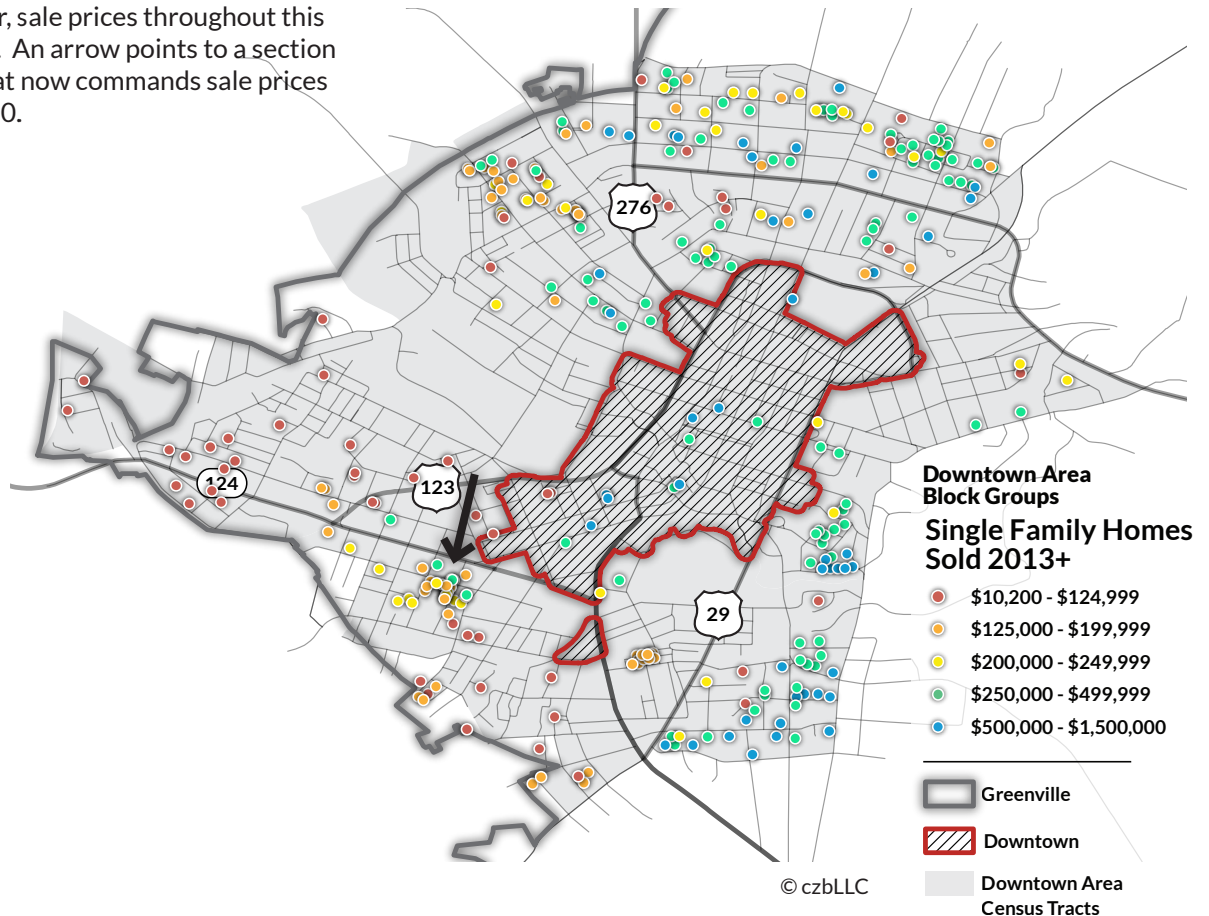 r, sale prices throughout this
. An arrow points to a section
at now commands sale prices
0.
276
124
123
29
Downtown Area
Block Groups
Single Family Homes
Sold 2013+
$10,200 - $124,999
$125,000 - $199,999
$200,000 - $249,999
$250,000 - $499,999
$500,000 - $1,500,000
Greenville
Downtown
Downtown Area
Census Tracts
© czbLLC